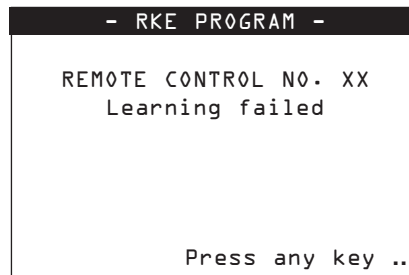 - RKE PROGRAM -
REMOTE CONTROL NO. XX
Learning failed
Press any key ..